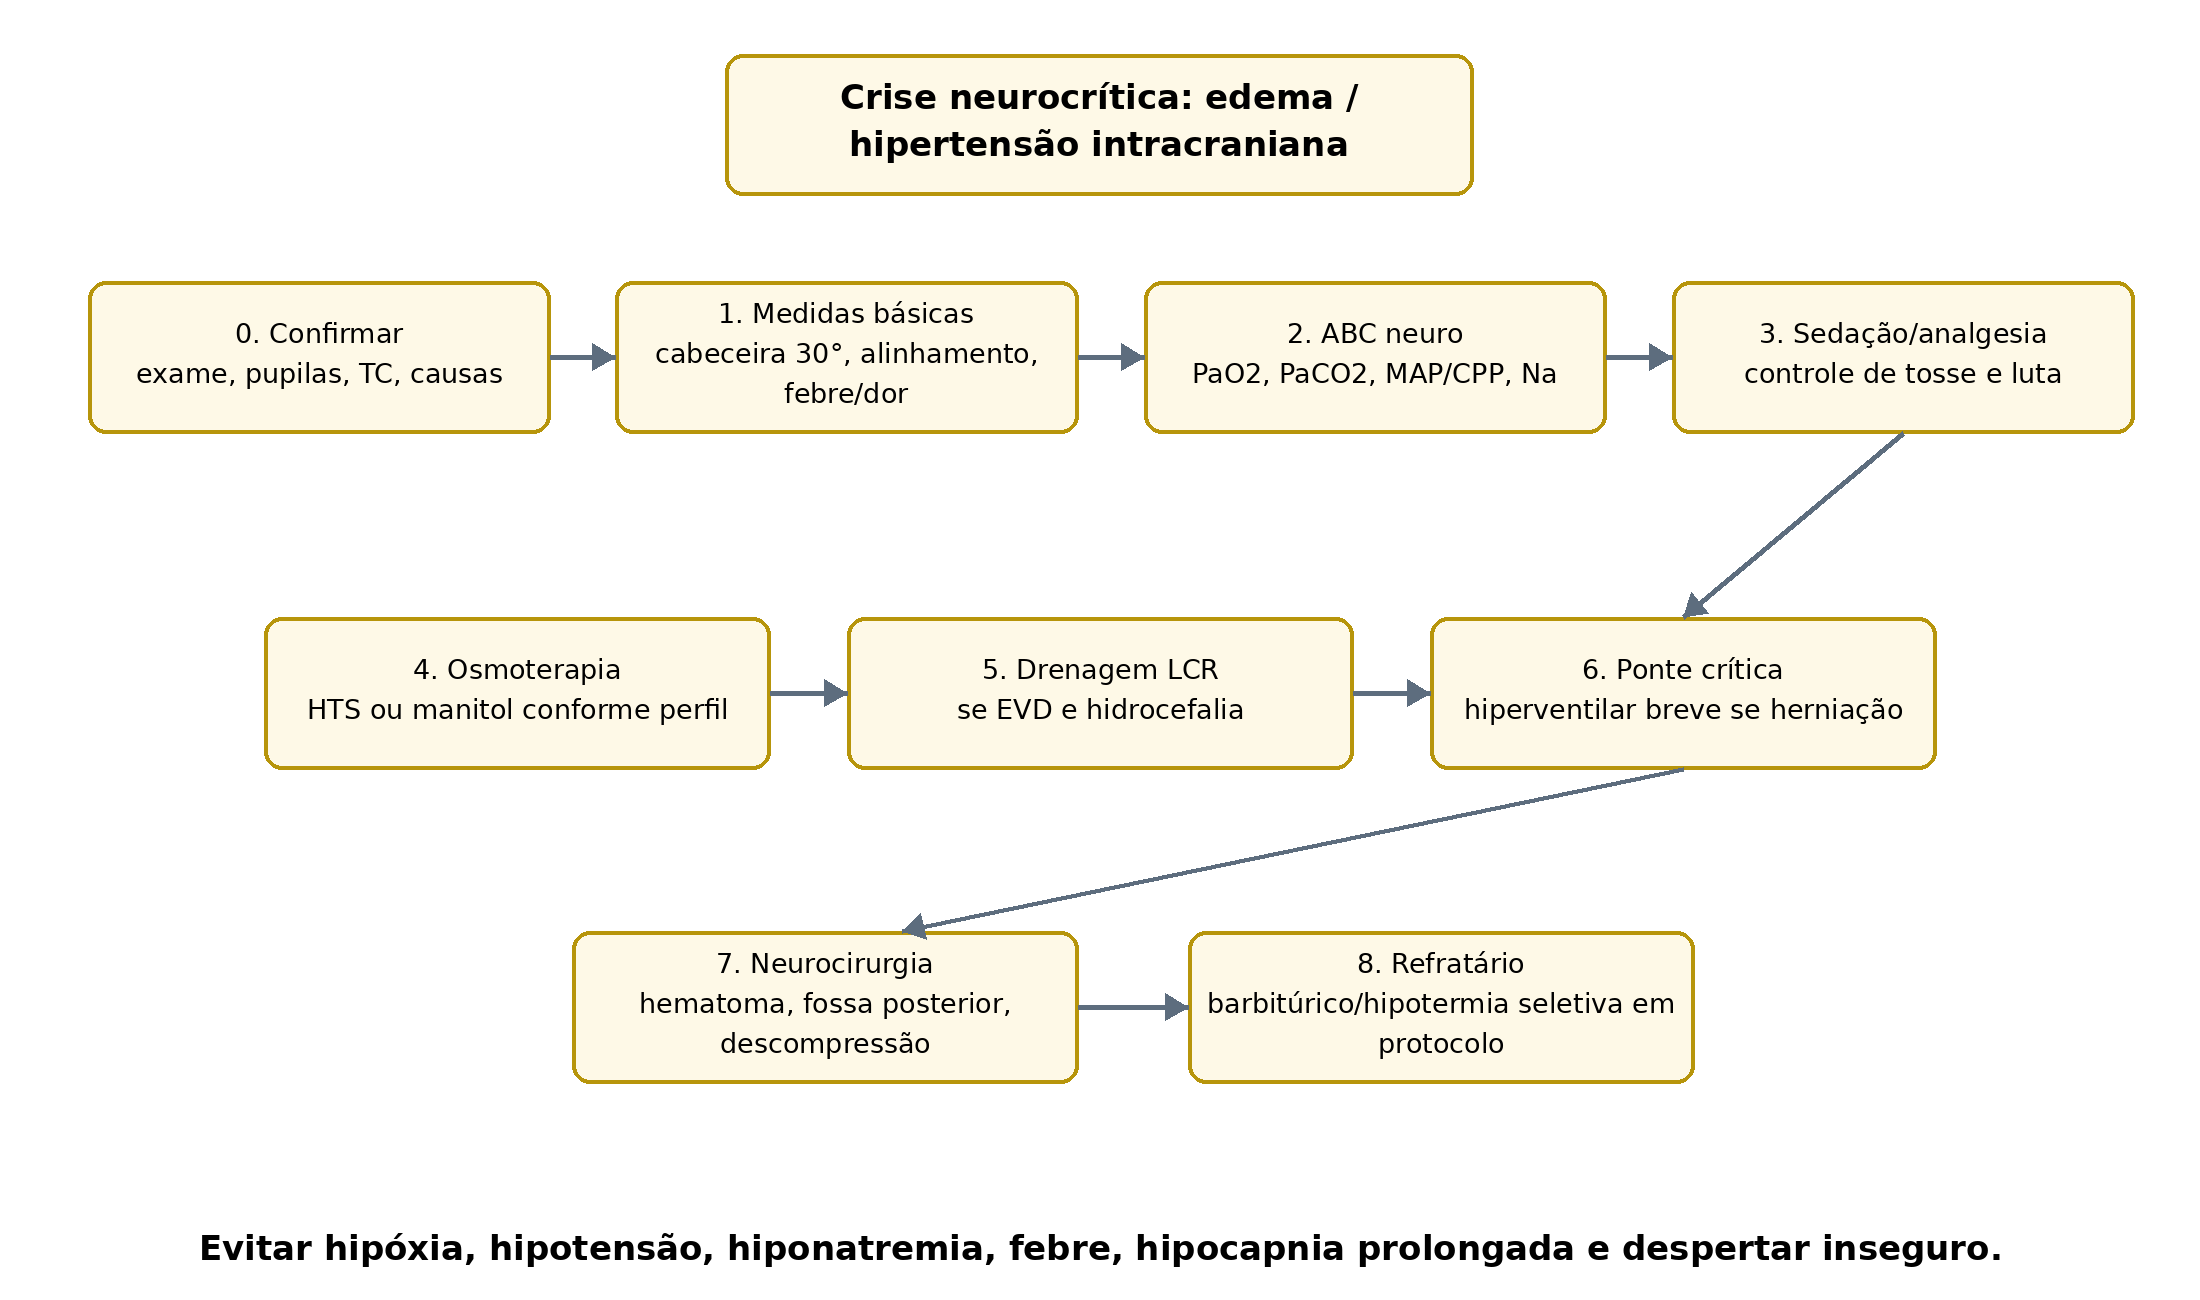 Crise neurocrítica: edema /
hipertensão intracraniana
0. Confirmar
exame, pupilas, TC, causas
1. Medidas básicas
cabeceira 30°, alinhamento,
febre/dor
2. ABC neuro
PaO2, PaCO2, MAP/CPP, Na
3. Sedação/analgesia
controle de tosse e luta
4. Osmoterapia
HTS ou manitol conforme perfil
5. Drenagem LCR
se EVD e hidrocefalia
6. Ponte crítica
hiperventilar breve se herniação
7. Neurocirurgia
hematoma, fossa posterior,
descompressão
8. Refratário
barbitúrico/hipotermia seletiva em
protocolo
Evitar hipóxia, hipotensão, hiponatremia, febre, hipocapnia prolongada e despertar inseguro.